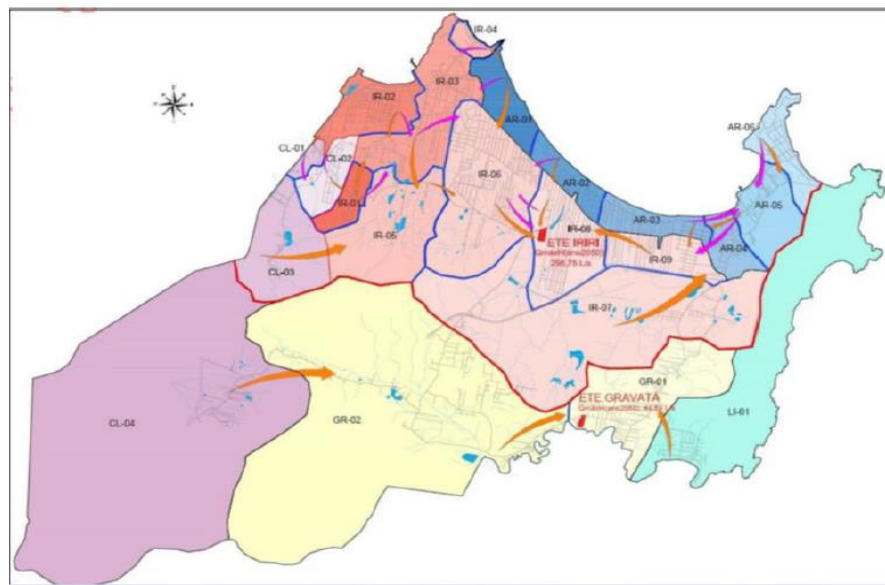 IR-04
IR-03
IR-02
AR-01
AR-06
CL-01
CL-02
IR-06
IR-01
AR-02
AR-05
AR-03
IR-05
IR-08
AR-04
ETE IRIRI
IR-09
CL-03
IR-07
GR-01
ETE GRAVATÁ
LI-01
GR-02
CL-04